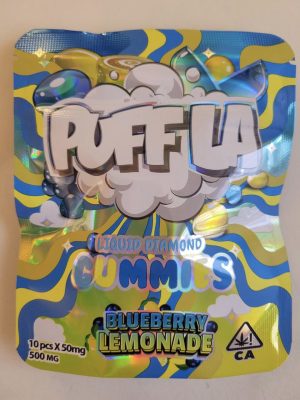 PUFF LA
LIQUID DIAMOND
GUMMIES
BLUEBERRY
LEMONADE
10 pcs X 50mg
500 MG
CA